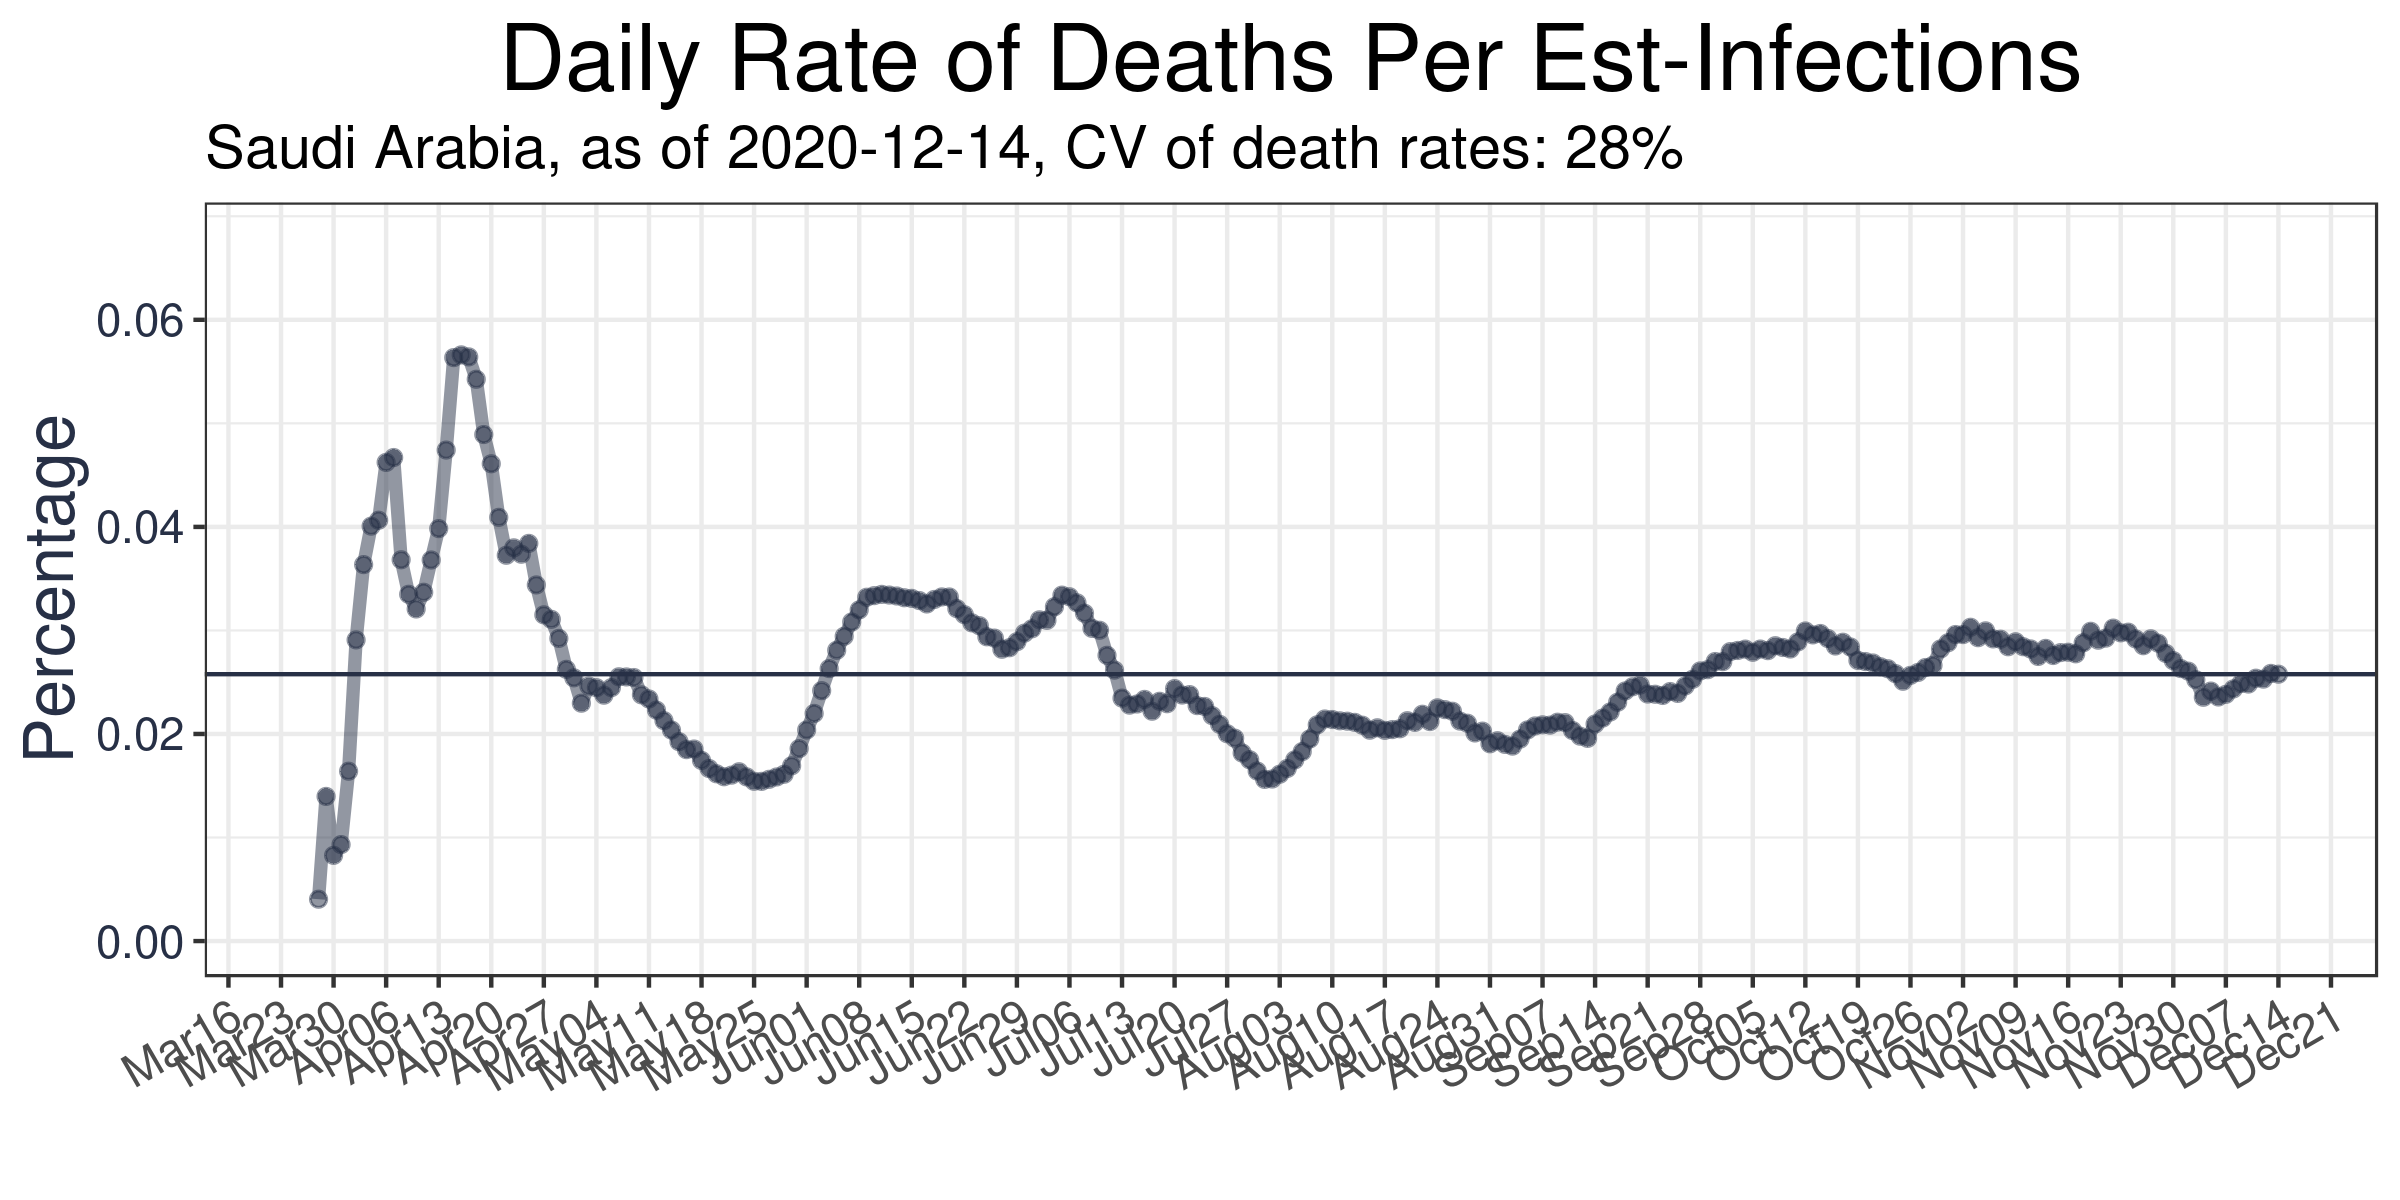 Daily Rate of Deaths Per Est-Infections
Saudi Arabia, as of 2020-12-14, CV of death rates: 28%
Percentage
0.06
0.04
0.02
0.00
Mar16
Mar23
Mar30
Apr06
Apr13
Apr20
Apr27
May04
May11
May18
May25
Jun01
Jun08
Jun15
Jun22
Jun29
Jul06
Jul13
Jul20
Jul27
Aug03
Aug10
Aug17
Aug24
Aug31
Sep07
Sep14
Sep21
Sep28
Oct05
Oct12
Oct19
Oct26
Nov02
Nov09
Nov16
Nov23
Nov30
Dec07
Dec14
Dec21